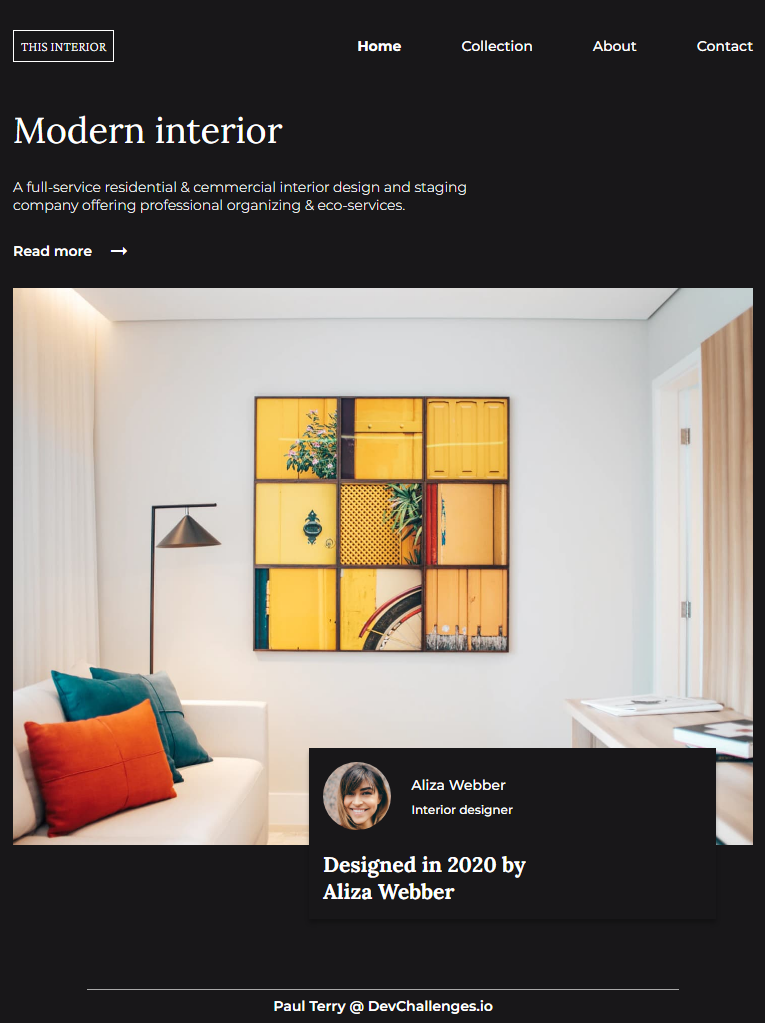 THIS INTERIOR
Home Collection About Contact
Modern interior
A full-service residential & cemmercial interior design and staging
company offering professional organizing & eco-services.
Read more
Aliza Webber
Interior designer
Designed in 2020 by
Aliza Webber
Paul Terry @ DevChallenges.io